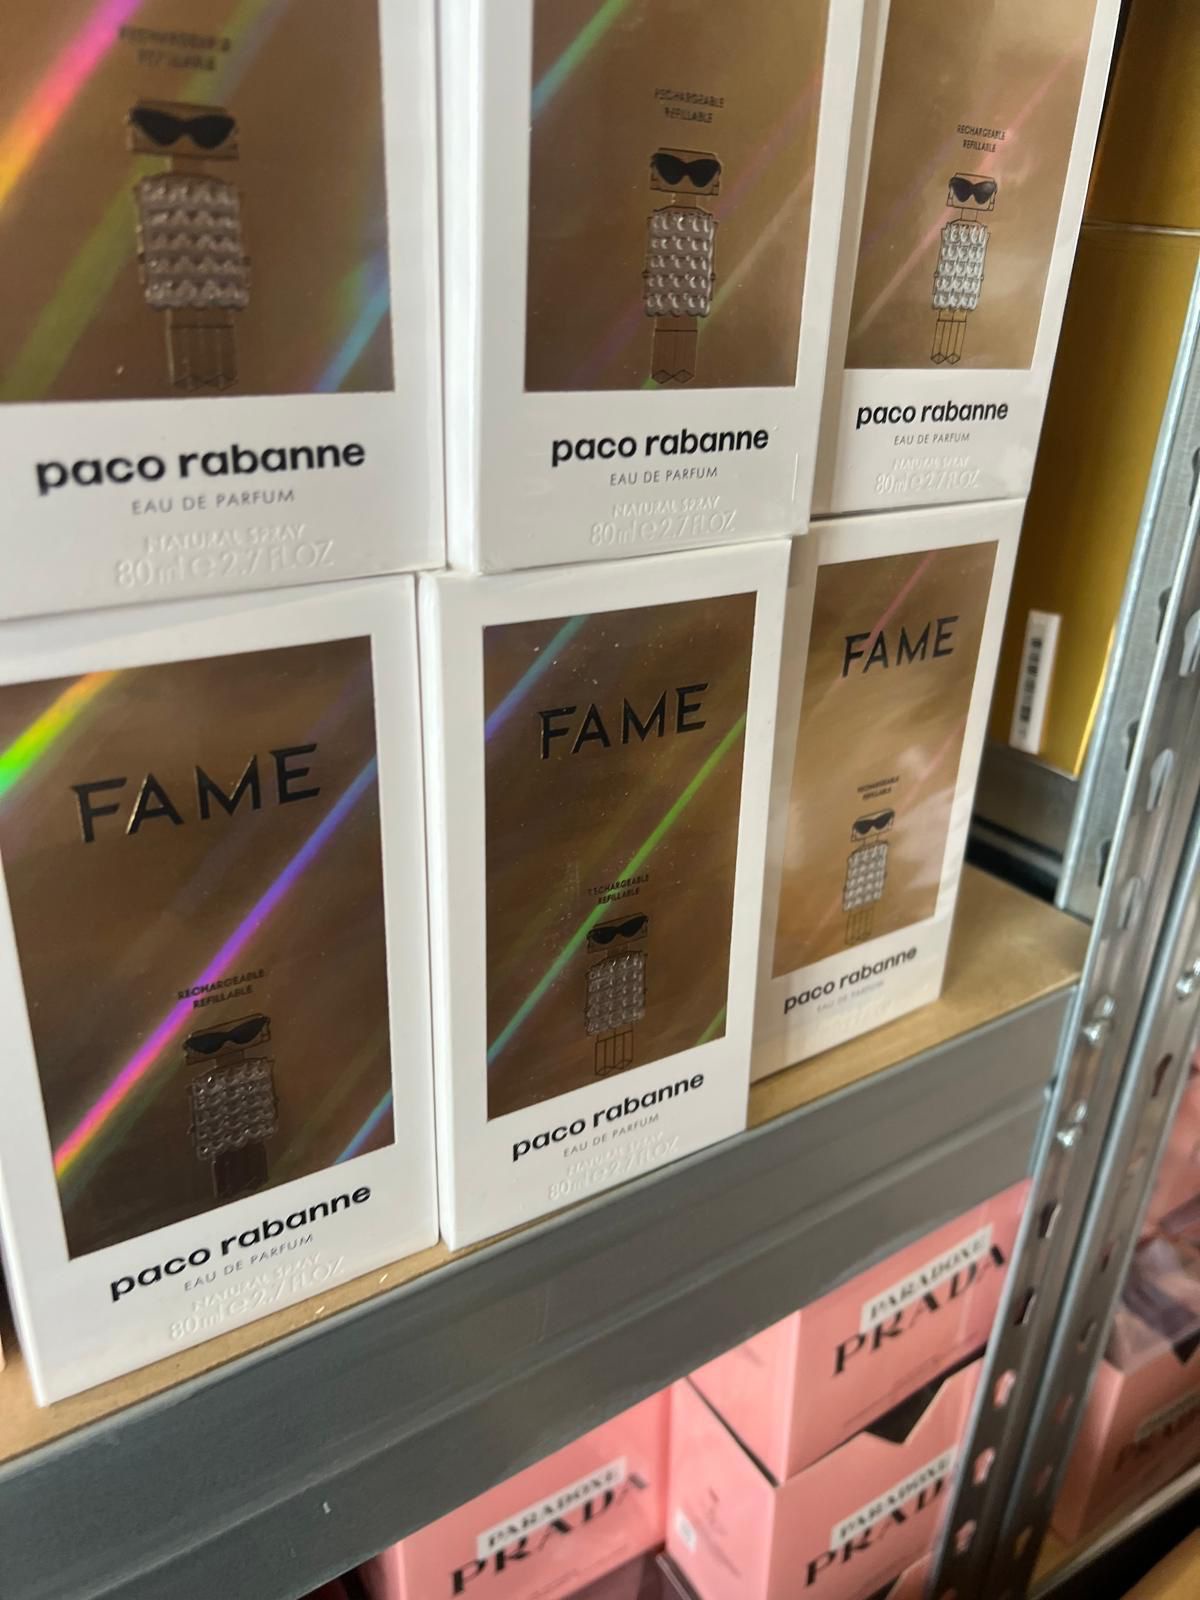 RECHARGEABLE
REFILLABLE
paco rabanne
EAU DE PARFUM
NATURAL SPRAY
80ml e 2.7 FL.OZ
RECHARGEABLE
REFILLABLE
paco rabanne
EAU DE PARFUM
NATURAL SPRAY
80ml e 2.7 FL.OZ
RECHARGEABLE
REFILLABLE
paco rabanne
EAU DE PARFUM
NATURAL SPRAY
80ml e 2.7 FL.OZ
FAME
RECHARGEABLE
REFILLABLE
paco rabanne
EAU DE PARFUM
NATURAL SPRAY
80ml e 2.7 FL.OZ
FAME
RECHARGEABLE
REFILLABLE
paco rabanne
EAU DE PARFUM
NATURAL SPRAY
80ml e 2.7 FL.OZ
FAME
RECHARGEABLE
REFILLABLE
paco rabanne
EAU DE PARFUM
PARADOXE
PRADA
PARADOXE
PRADA
PARADOXE
PRADA